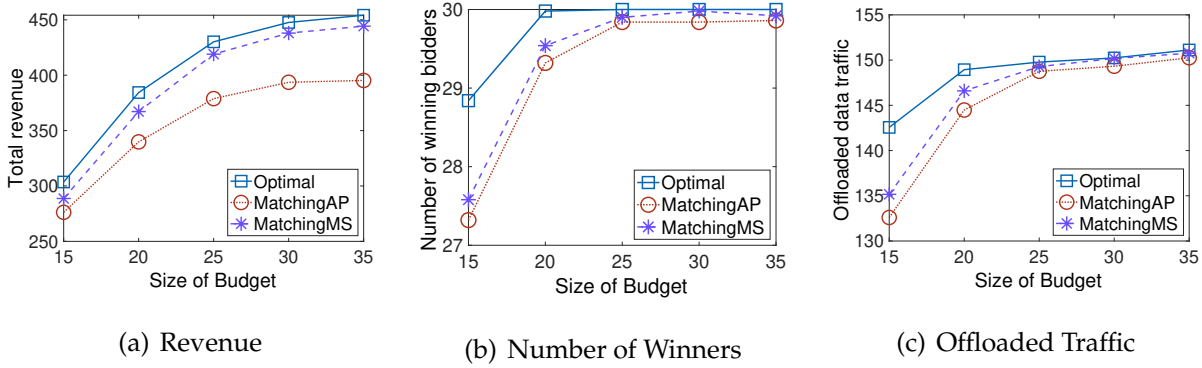 450
400
350
300
250
Total revenue
15 20 25 30 35
Size of Budget
Optimal
MatchingAP
MatchingMS
(a) Revenue
30
29
28
27
Number of winning bidders
15 20 25 30 35
Size of Budget
Optimal
MatchingAP
MatchingMS
(b) Number of Winners
155
150
145
140
135
130
Offloaded data traffic
15 20 25 30 35
Size of Budget
Optimal
MatchingAP
MatchingMS
(c) Offloaded Traffic